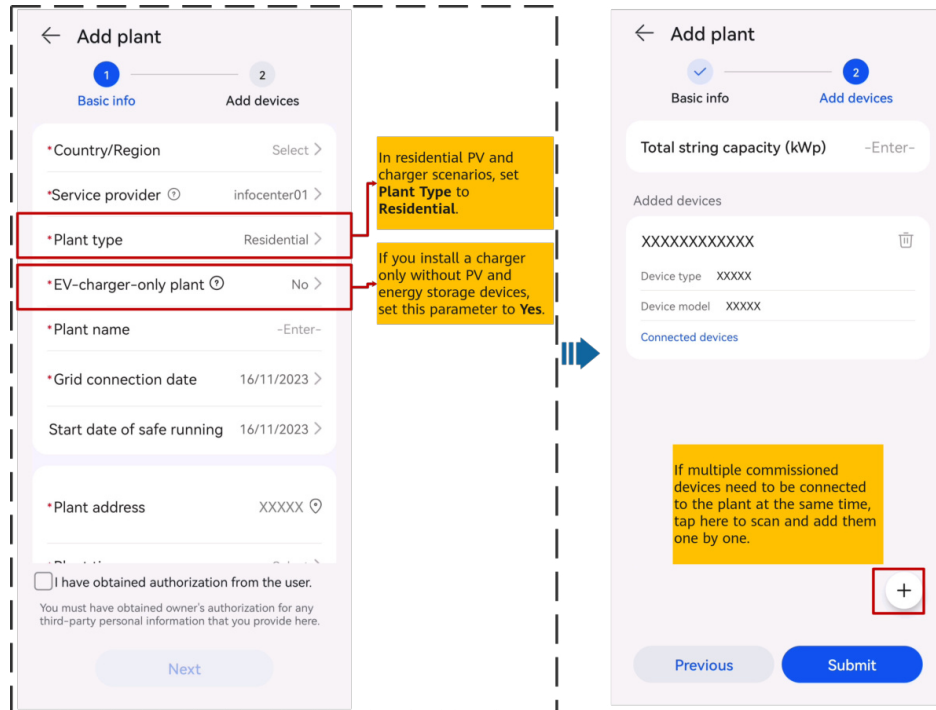 Add plant
1
2
Basic info
Add devices
*Country/Region
Select
*Service provider
infocenter01
*Plant type
Residential
*EV-charger-only plant
No
*Plant name
-Enter-
*Grid connection date
16/11/2023
Start date of safe running
16/11/2023
*Plant address
XXXXX
I have obtained authorization from the user.
You must have obtained owner's authorization for any
third-party personal information that you provide here.
Next
In residential PV and
charger scenarios, set
Plant Type to
Residential.
If you install a charger
only without PV and
energy storage devices,
set this parameter to Yes.
Add plant
2
Basic info
Add devices
Total string capacity (kWp)
-Enter-
Added devices
XXXXXXXXXXXX
Device type XXXXX
Device model XXXXX
Connected devices
If multiple commissioned
devices need to be connected
to the plant at the same time,
tap here to scan and add them
one by one.
+
Previous
Submit